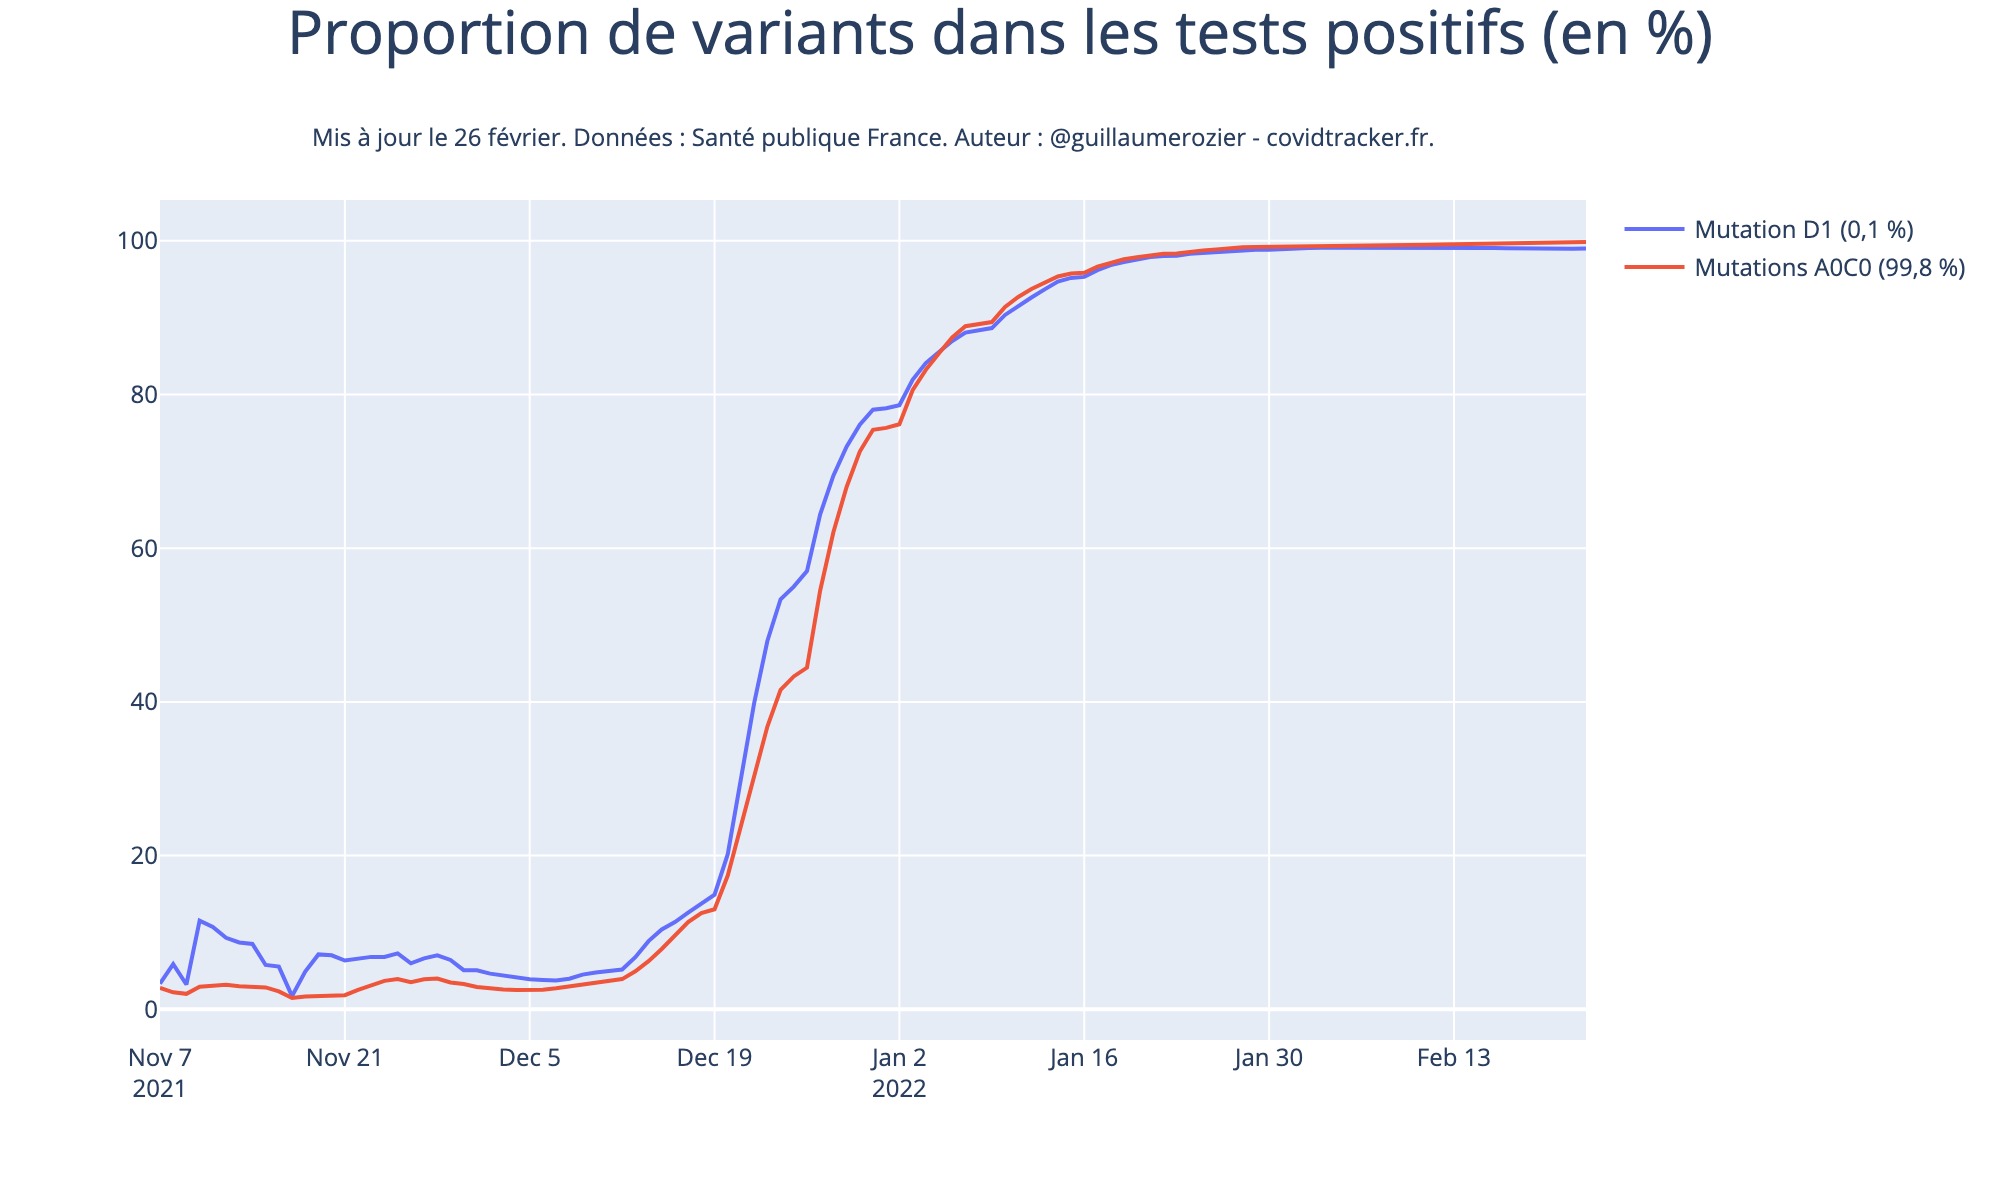 Proportion de variants dans les tests positifs (en %)
Mis à jour le 26 février. Données : Santé publique France. Auteur : @guillaumerozier - covidtracker.fr.
Mutation D1 (0,1 %)
Mutations A0C0 (99,8 %)
100
80
60
40
20
0
Nov 7 Nov 21 Dec 5 Dec 19 Jan 2 Jan 16 Jan 30 Feb 13
2021 2022